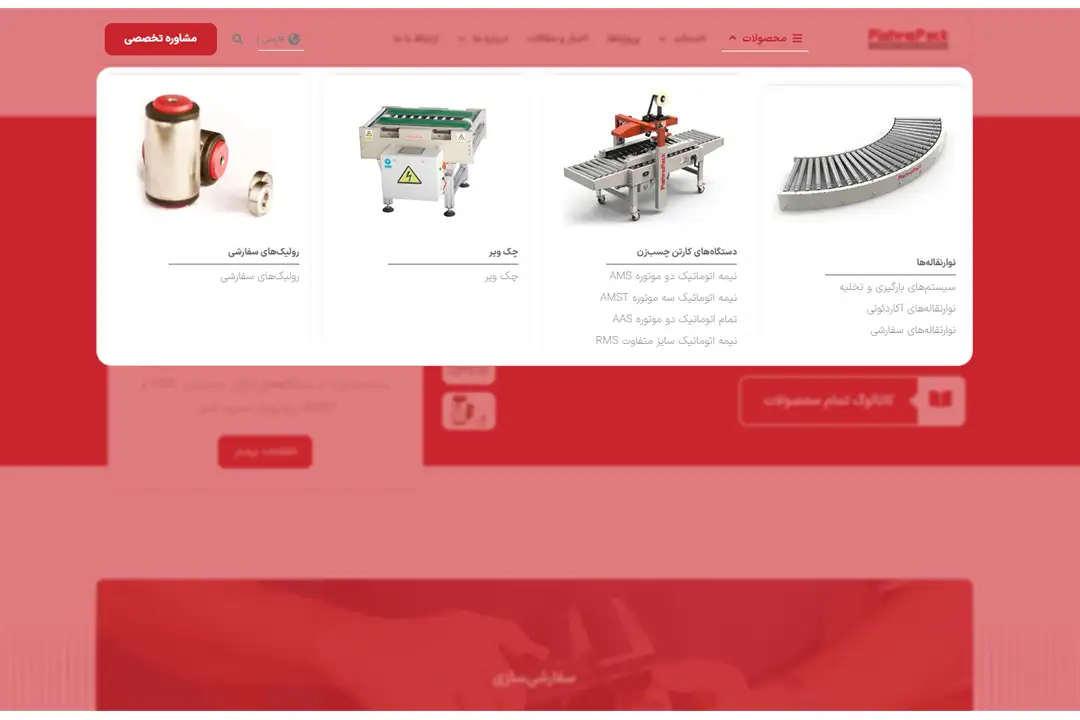 PishroPack
محصولات
خدمات
پروژه‌ها
اخبار و مقالات
درباره ما
ارتباط با ما
فارسی |
مشاوره تخصصی
نوارنقاله‌ها
سیستم‌های بارگیری و تخلیه
نوارنقاله‌های آکاردئونی
نوارنقاله‌های سفارشی
دستگاه‌های کارتن چسب‌زن
نیمه اتوماتیک دو موتوره AMS
نیمه اتوماتیک سه موتوره AMST
تمام اتوماتیک دو موتوره AAS
نیمه اتوماتیک سایز متفاوت RMS
چک ویر
چک ویر
رولیک‌های سفارشی
رولیک‌های سفارشی
کاتالوگ تمام محصولات
اطلاعات بیشتر
سفارشی‌سازی